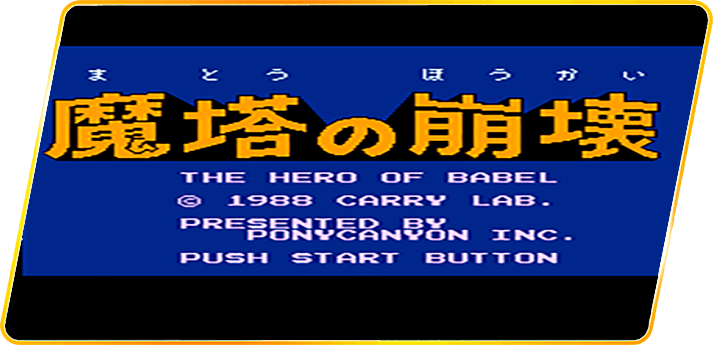 まとう ほうかい
魔塔の崩壊
THE HERO OF BABEL
© 1988 CARRY LAB.
PRESENTED BY
PONYCANYON INC.
PUSH START BUTTON